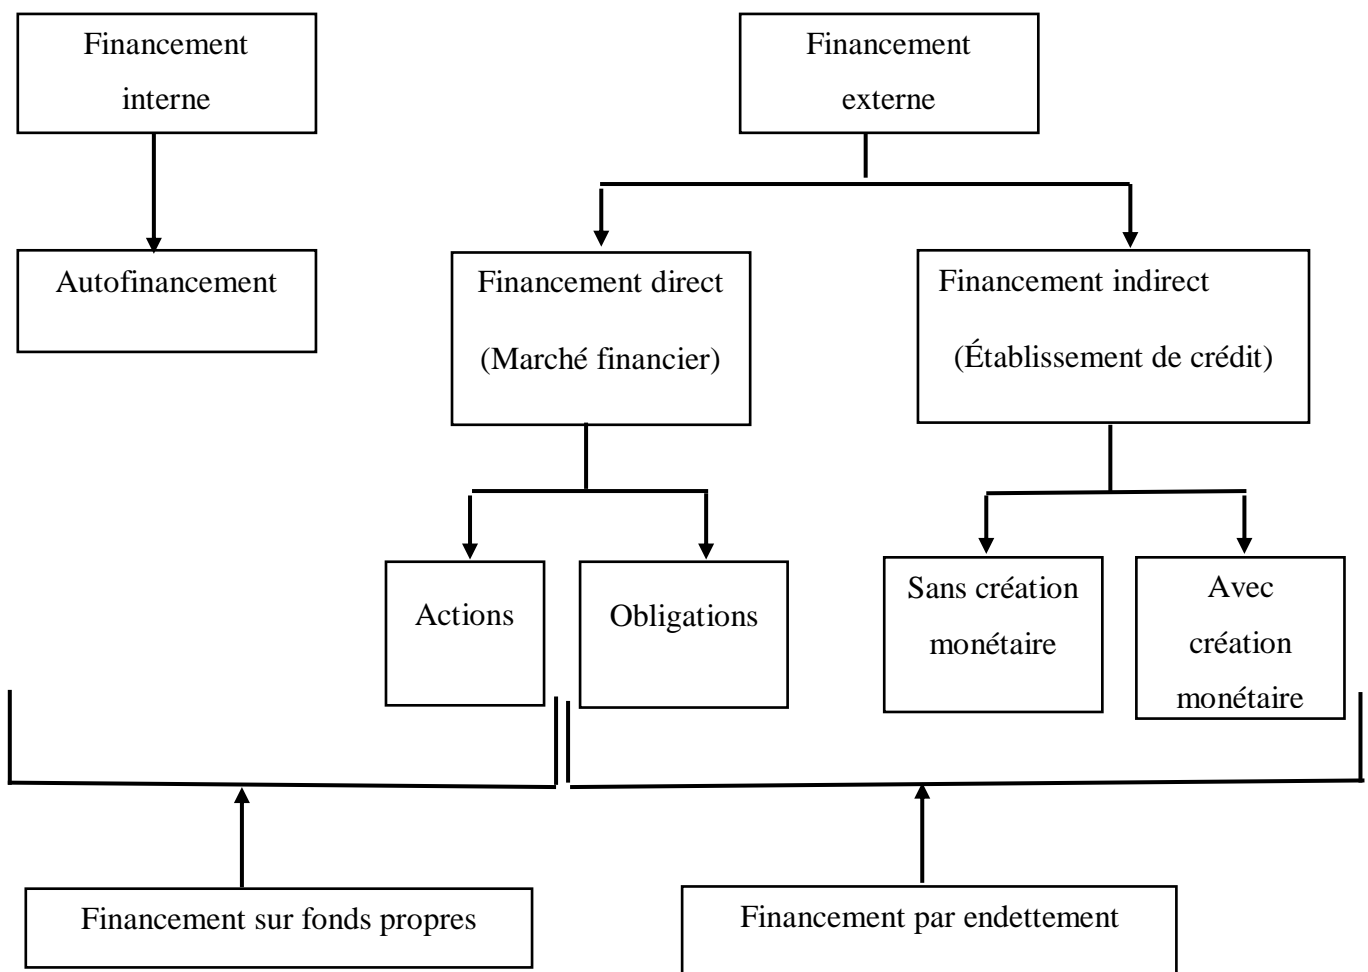 Financement
interne
Financement
externe
Autofinancement
Financement direct
(Marché financier)
Financement indirect
(Établissement de crédit)
Actions
Obligations
Sans création
monétaire
Avec
création
monétaire
Financement sur fonds propres
Financement par endettement